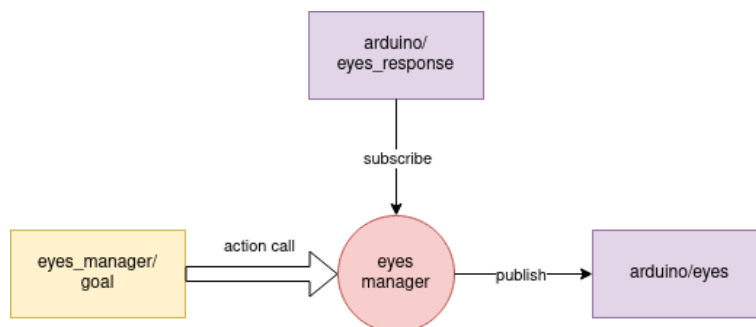 arduino/
eyes_response
subscribe
eyes_manager/
goal
action call
eyes
manager
publish
arduino/eyes